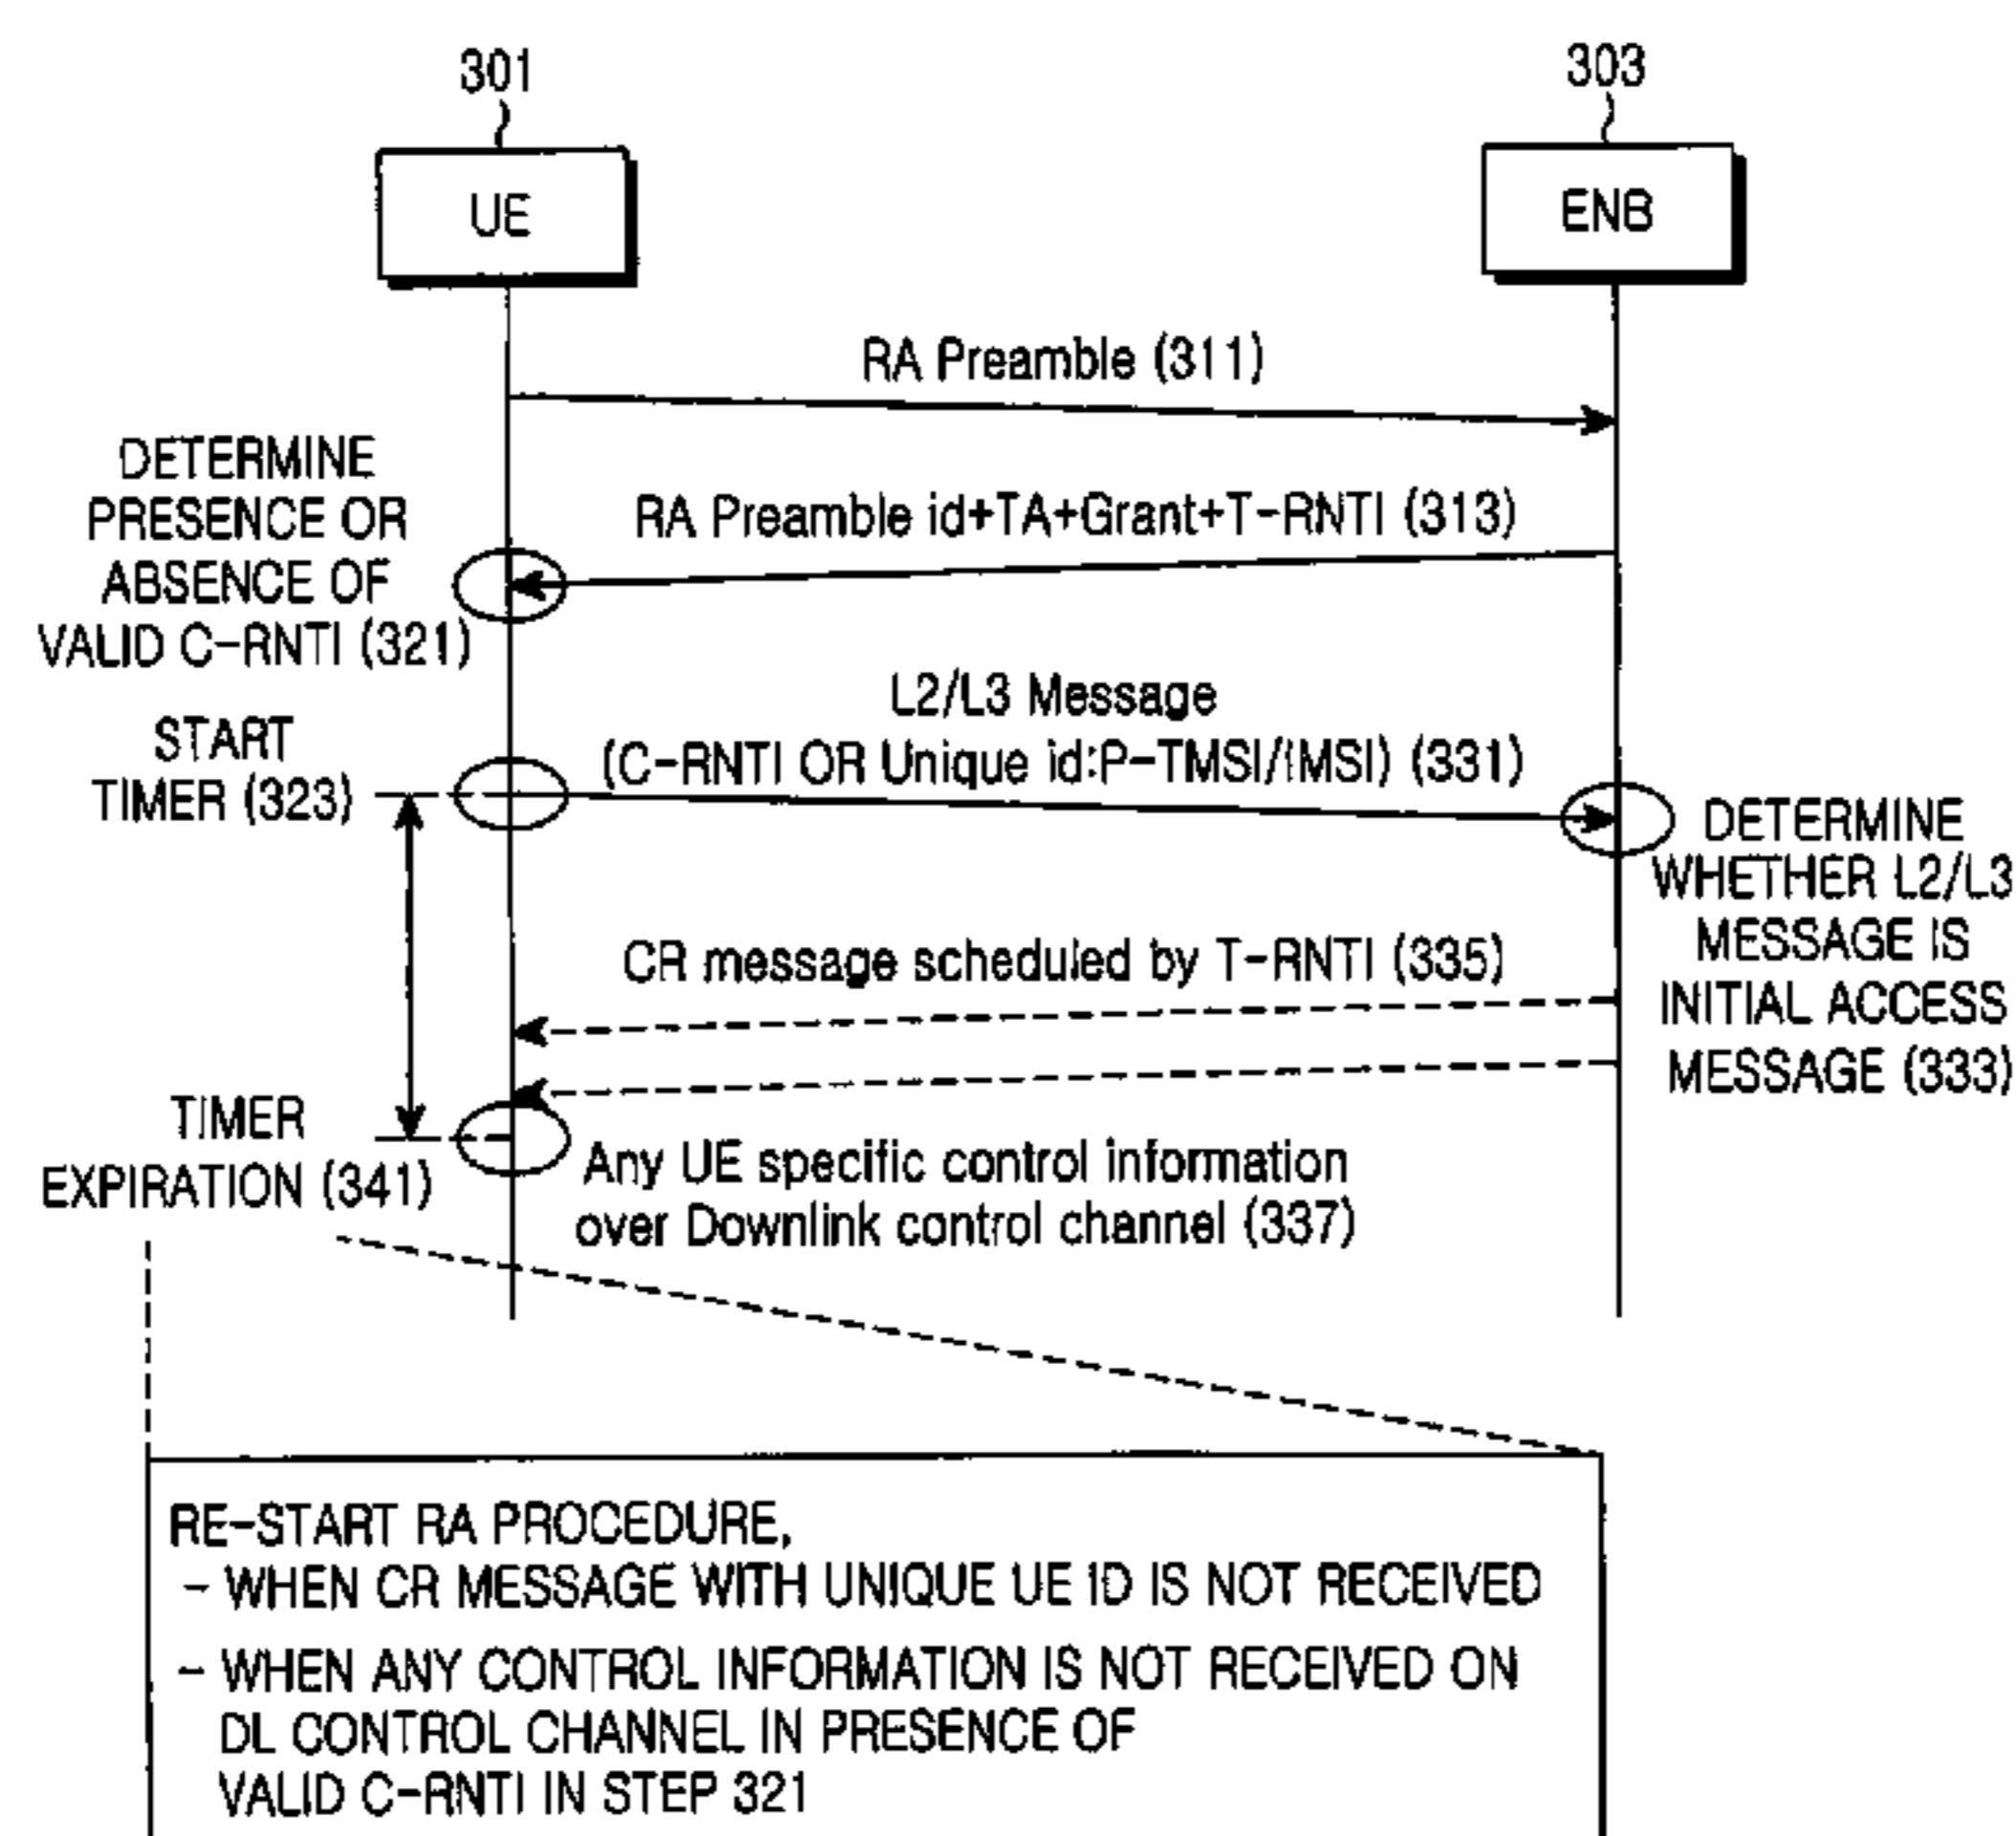 301
303
UE
ENB
RA Preamble (311)
DETERMINE
PRESENCE OR
ABSENCE OF
VALID C-RNTI (321)
RA Preamble id+TA+Grant+T-RNTI (313)
L2/L3 Message
(C-RNTI OR Unique id:P-TMSI/IMSI) (331)
START
TIMER (323)
DETERMINE
WHETHER L2/L3
MESSAGE IS
INITIAL ACCESS
MESSAGE (333)
CR message scheduled by T-RNTI (335)
TIMER
EXPIRATION (341)
Any UE specific control information
over Downlink control channel (337)
RE-START RA PROCEDURE,
- WHEN CR MESSAGE WITH UNIQUE UE ID IS NOT RECEIVED
- WHEN ANY CONTROL INFORMATION IS NOT RECEIVED ON
DL CONTROL CHANNEL IN PRESENCE OF
VALID C-RNTI IN STEP 321